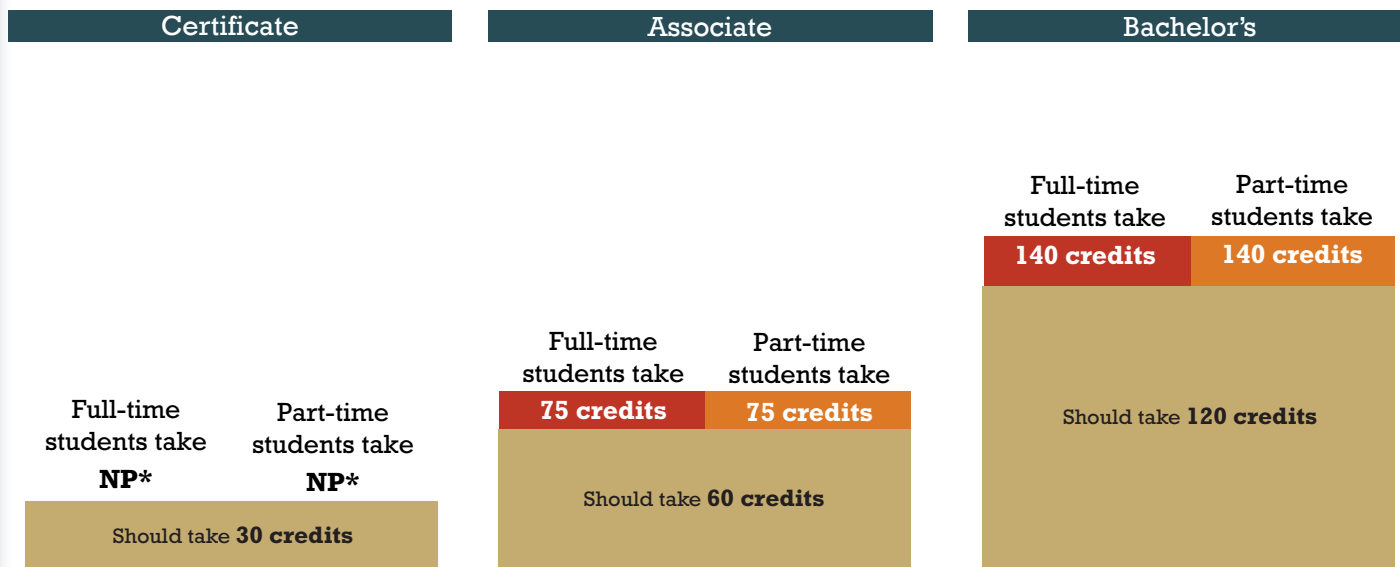 Certificate
Full-time
students take
NP*
Part-time
students take
NP*
Should take 30 credits
Associate
Full-time
students take
75 credits
Part-time
students take
75 credits
Should take 60 credits
Bachelor's
Full-time
students take
140 credits
Part-time
students take
140 credits
Should take 120 credits